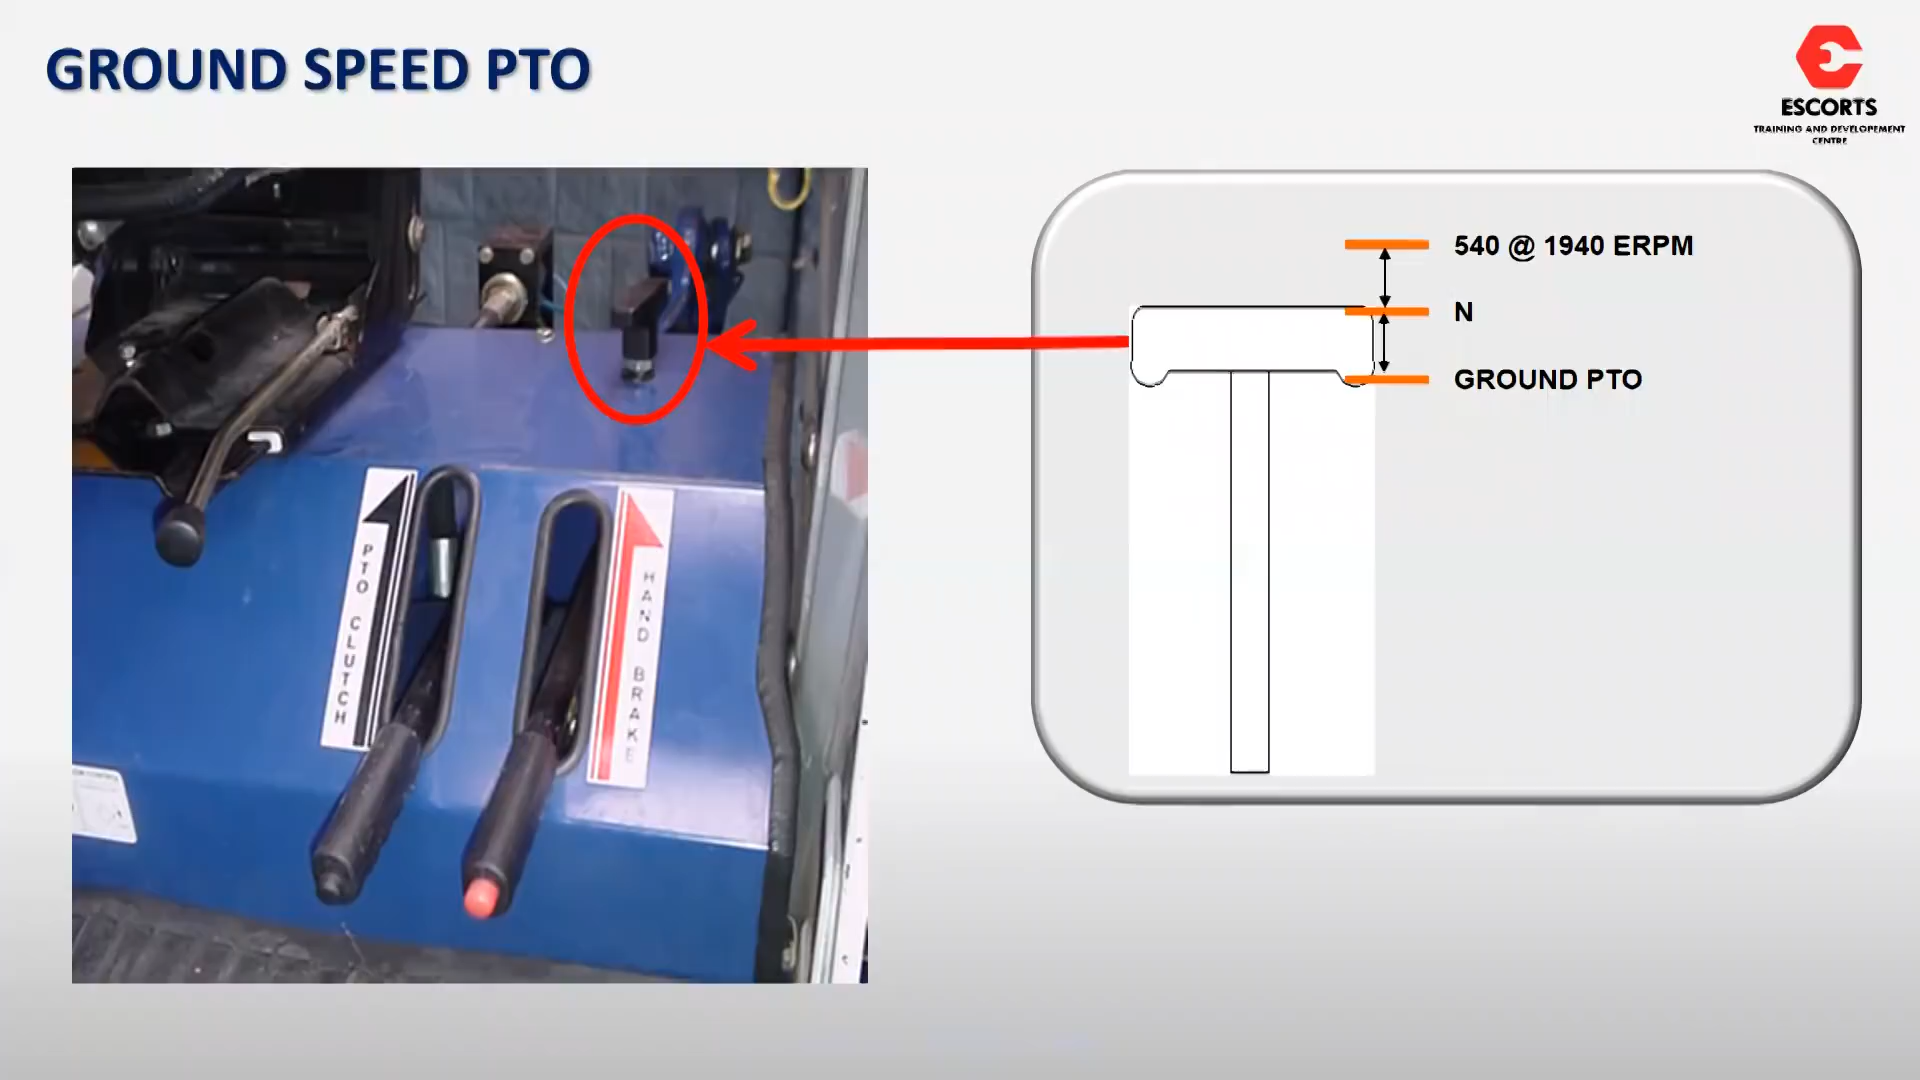 GROUND SPEED PTO
ESCORTS
TRAINING AND DEVELOPEMENT
CENTRE
540 @ 1940 ERPM
N
GROUND PTO
PTO CLUTCH
HAND BRAKE